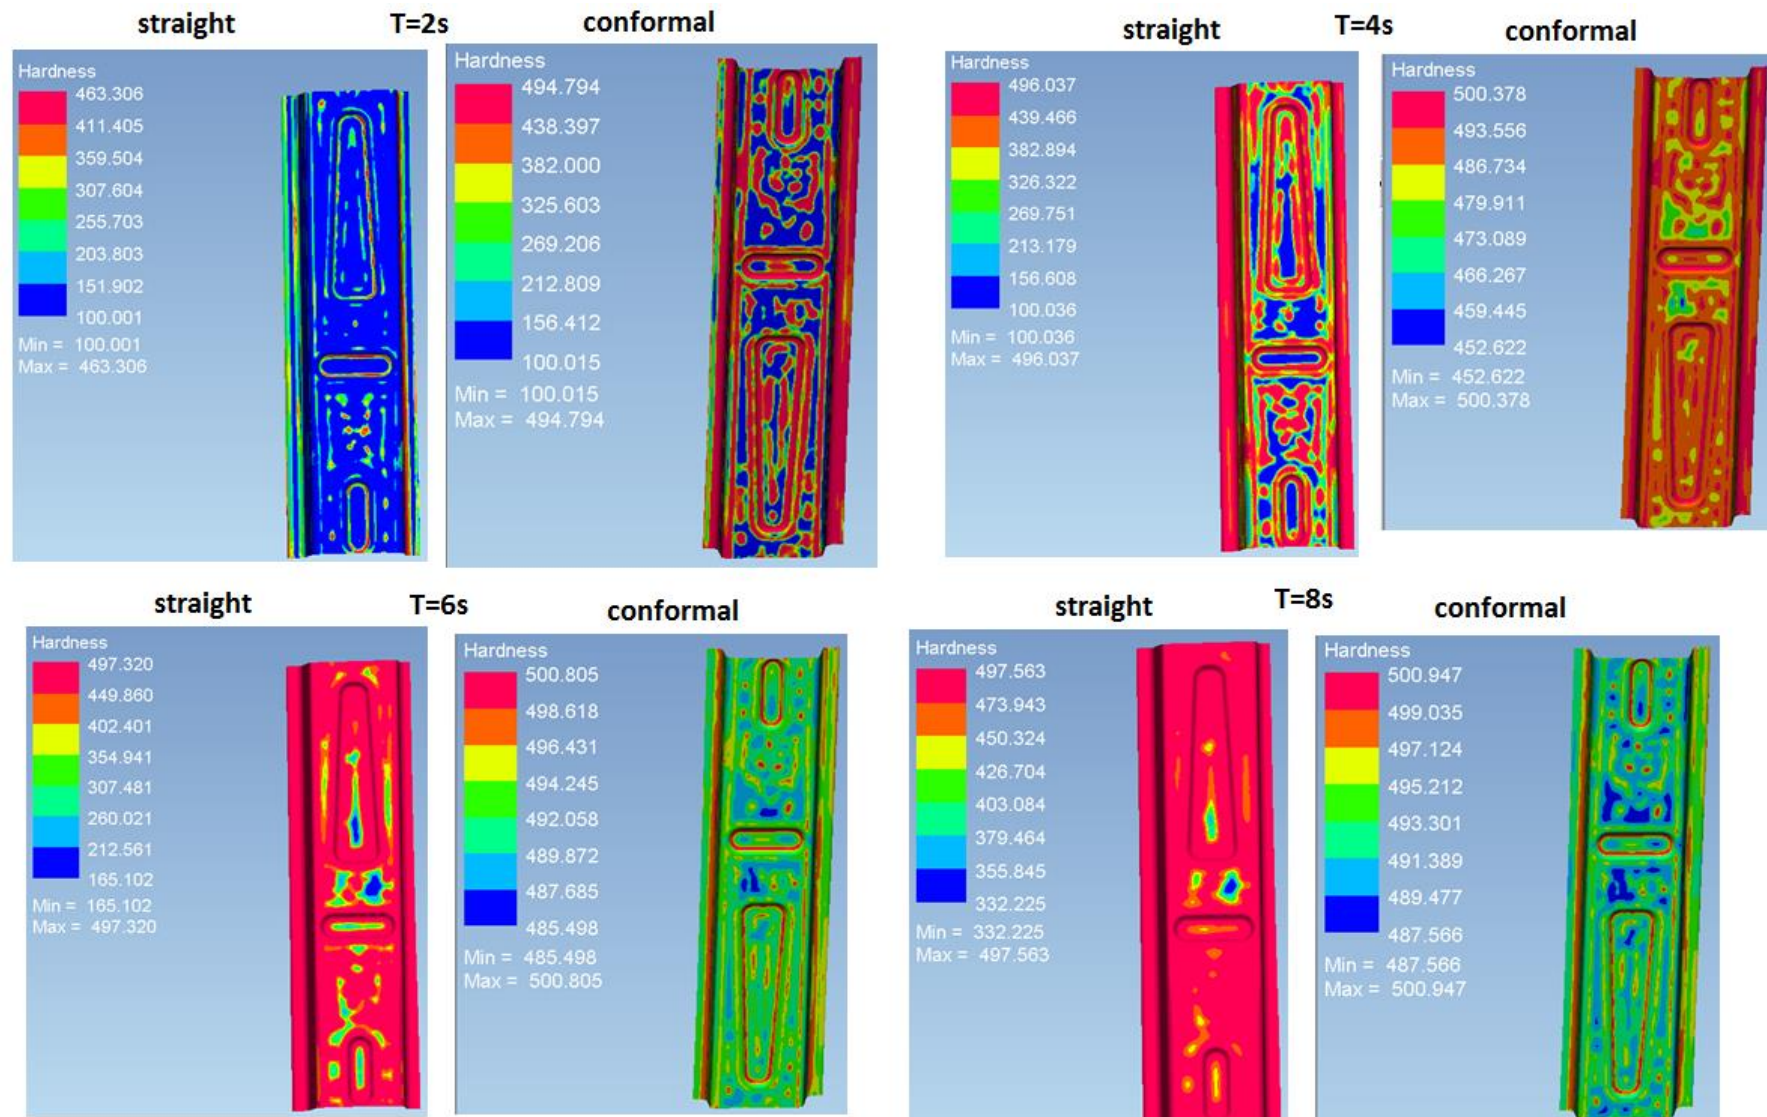 straight T=2s conformal
Hardness
463.306
411.405
359.504
307.604
255.703
203.803
151.902
100.001
Min = 100.001
Max = 463.306
Hardness
494.794
438.397
382.000
325.603
269.206
212.809
156.412
100.015
Min = 100.015
Max = 494.794
straight T=4s conformal
Hardness
496.037
439.466
382.894
326.322
269.751
213.179
156.608
100.036
Min = 100.036
Max = 496.037
Hardness
500.378
493.556
486.734
479.911
473.089
466.267
459.445
452.622
Min = 452.622
Max = 500.378
straight T=6s conformal
Hardness
497.320
449.860
402.401
354.941
307.481
260.021
212.561
165.102
Min = 165.102
Max = 497.320
Hardness
500.805
498.618
496.431
494.245
492.058
489.872
487.685
485.498
Min = 485.498
Max = 500.805
straight T=8s conformal
Hardness
497.563
473.943
450.324
426.704
403.084
379.464
355.845
332.225
Min = 332.225
Max = 497.563
Hardness
500.947
499.035
497.124
495.212
493.301
491.389
489.477
487.566
Min = 487.566
Max = 500.947